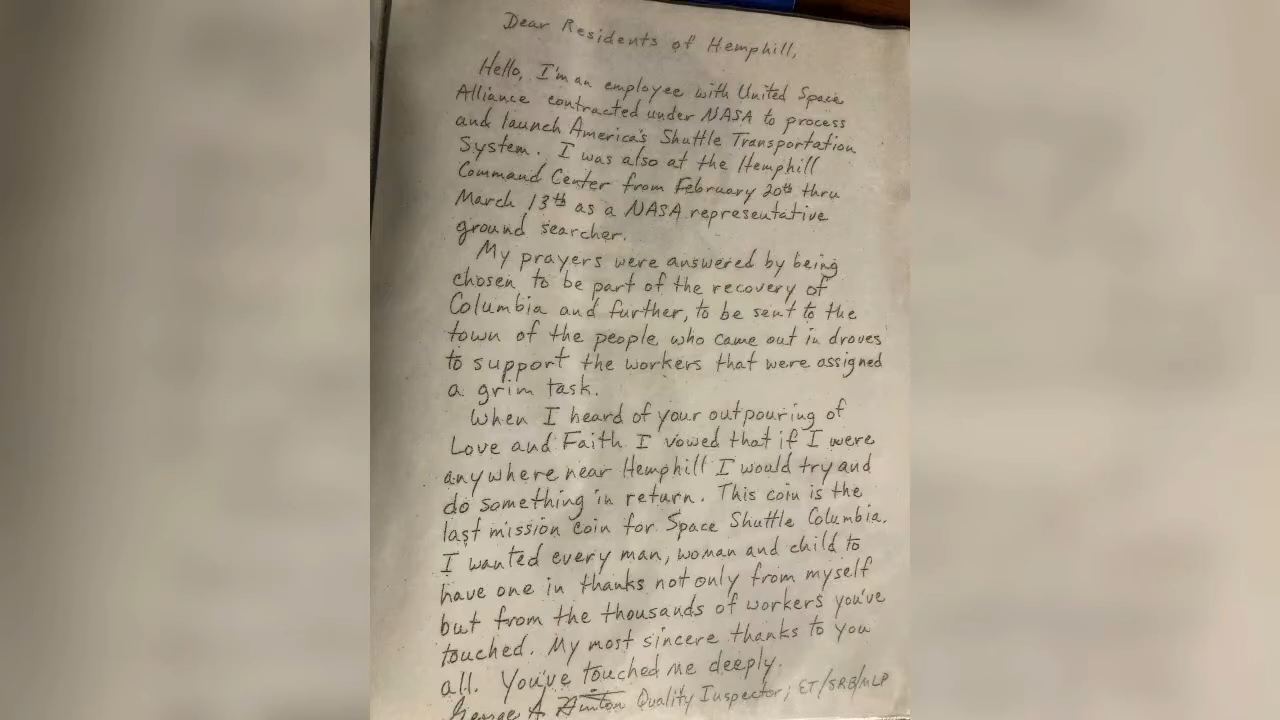 Dear Residents of Hemphill,
Hello, I'm an employee with United Space
Alliance contracted under NASA to process
and launch America's Shuttle Transportation
System. I was also at the Hemphill
Command Center from February 20th thru
March 13th as a NASA representative
ground searcher.
My prayers were answered by being
chosen to be part of the recovery of
Columbia and further, to be sent to the
town of the people who came out in droves
to support the workers that were assigned
a grim task.
When I heard of your outpouring of
Love and Faith I vowed that if I were
anywhere near Hemphill I would try and
do something in return. This coin is the
last mission coin for Space Shuttle Columbia.
I wanted every man, woman and child to
have one in thanks not only from myself
but from the thousands of workers you've
touched. My most sincere thanks to you
all. You've touched me deeply.
George A Quality Inspector; ET/SRB/MLP